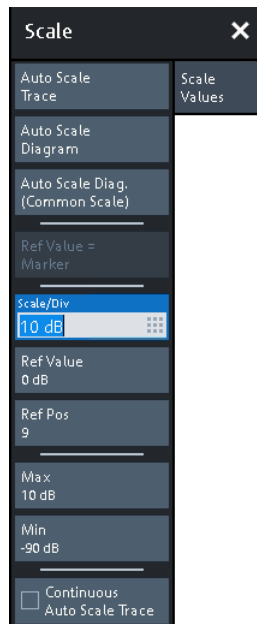 Scale
Auto Scale
Trace
Scale
Values
Auto Scale
Diagram
Auto Scale Diag.
(Common Scale)
Ref Value =
Marker
Scale/Div
10 dB
Ref Value
0 dB
Ref Pos
9
Max
10 dB
Min
-90 dB
Continuous
Auto Scale Trace